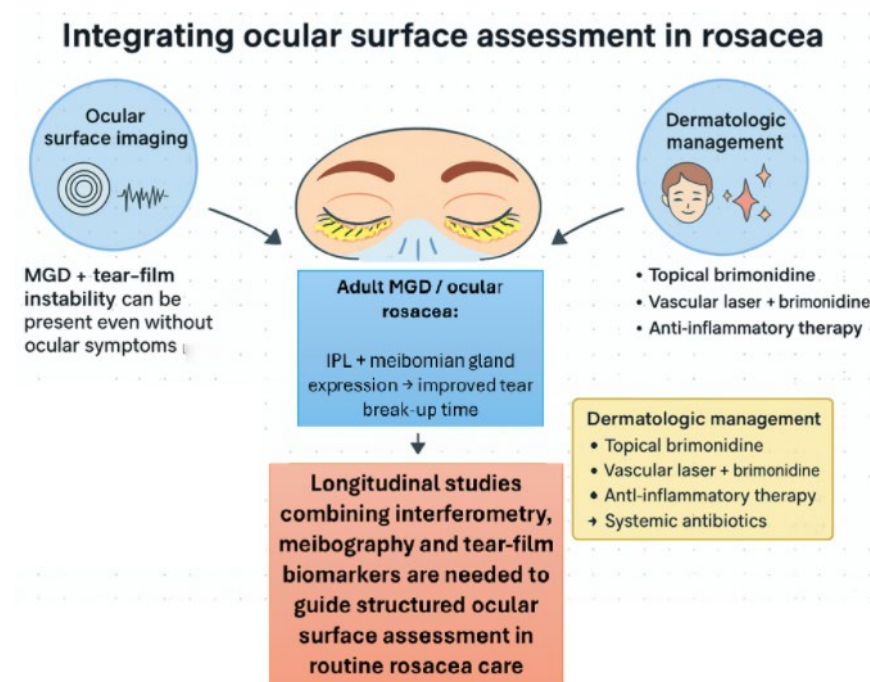 Integrating ocular surface assessment in rosacea
Ocular
surface imaging
MGD + tear-film
instability can be
present even without
ocular symptoms
Adult MGD / ocular
rosacea:
IPL + meibomian gland
expression → improved tear
break-up time
Longitudinal studies
combining interferometry,
meibography and tear-film
biomarkers are needed to
guide structured ocular
surface assessment in
routine rosacea care
Dermatologic
management
• Topical brimonidine
• Vascular laser + brimonidine
• Anti-inflammatory therapy
Dermatologic management
• Topical brimonidine
• Vascular laser + brimonidine
• Antl-inflammatory therapy
→ Systemic antibiotics